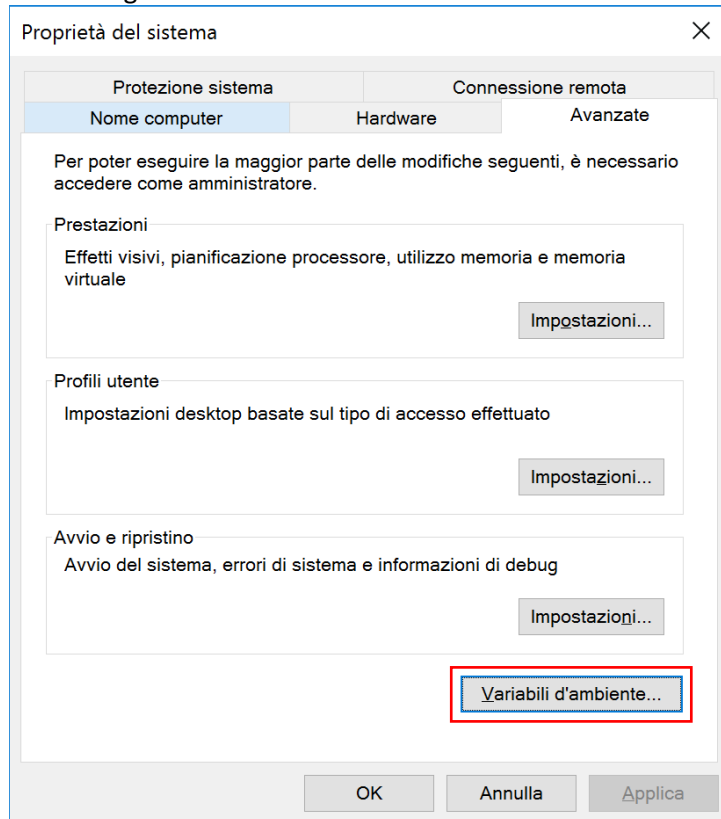 Proprietà del sistema
Protezione sistema
Connessione remota
Nome computer
Hardware
Avanzate
Per poter eseguire la maggior parte delle modifiche seguenti, è necessario
accedere come amministratore.
Prestazioni
Effetti visivi, pianificazione processore, utilizzo memoria e memoria
virtuale
Impostazioni...
Profili utente
Impostazioni desktop basate sul tipo di accesso effettuato
Impostazioni...
Avvio e ripristino
Avvio del sistema, errori di sistema e informazioni di debug
Impostazioni...
Variabili d'ambiente...
OK
Annulla
Applica